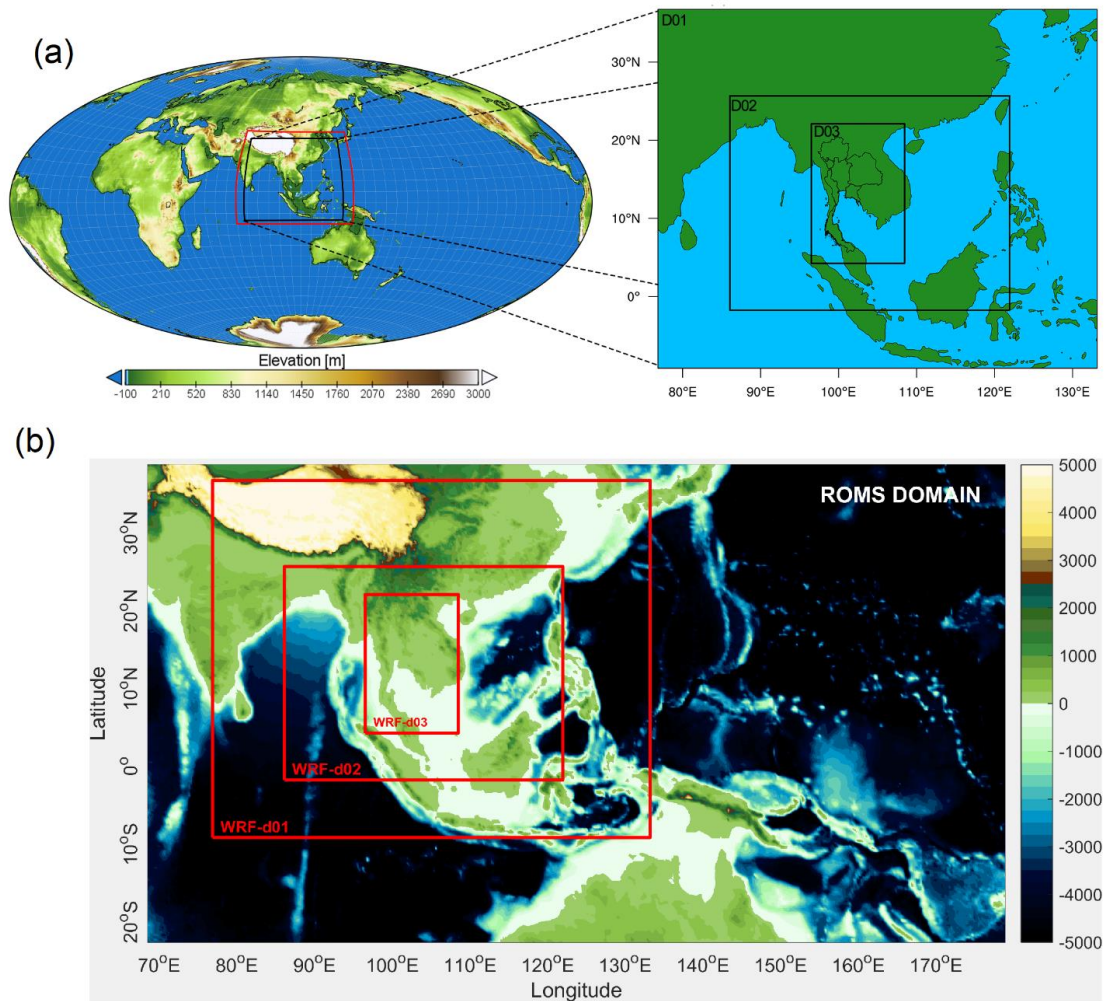 (a)
D01
D02
D03
30°N
20°N
10°N
0°
80°E
90°E
100°E
110°E
120°E
130°E
Elevation [m]
-100 210 520 830 1140 1450 1760 2070 2380 2690 3000
(b)
ROMS DOMAIN
WRF-d03
WRF-d02
WRF-d01
Latitude
30°N
20°N
10°N
0°
10°S
20°S
70°E 80°E 90°E 100°E 110°E 120°E 130°E 140°E 150°E 160°E 170°E
Longitude
5000
4000
3000
2000
1000
0
-1000
-2000
-3000
-4000
-5000